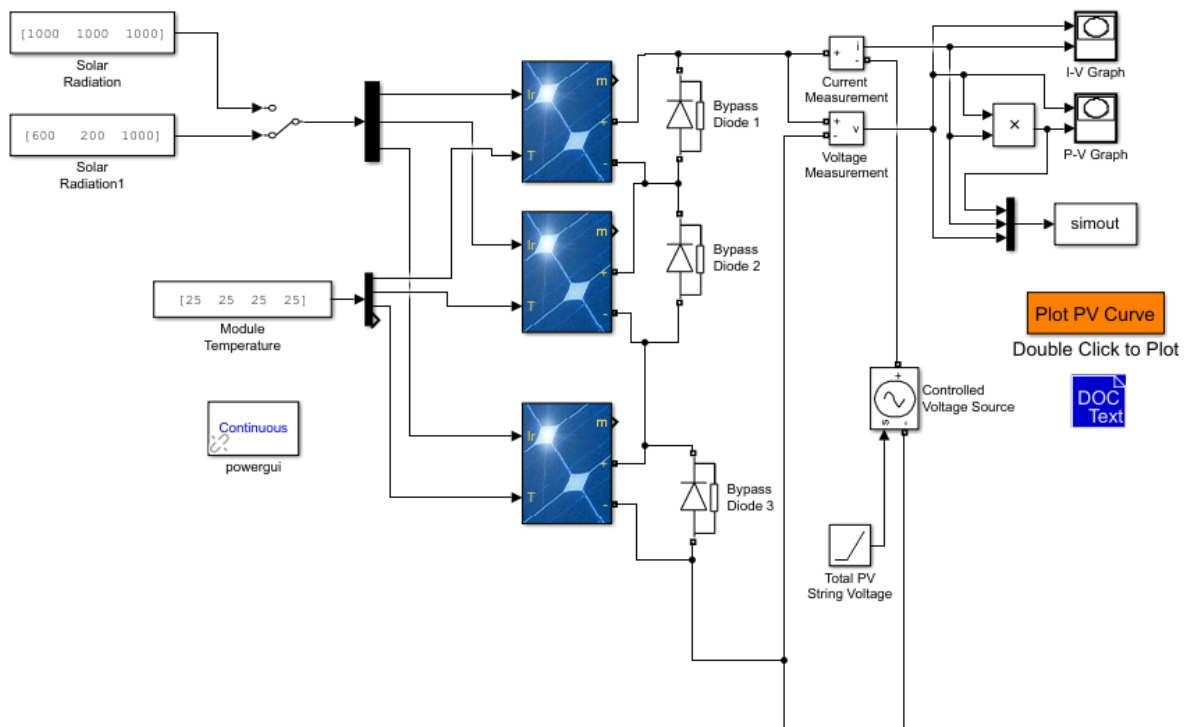 [1000 1000 1000]
Solar
Radiation
[600 200 1000]
Solar
Radiation1
[25 25 25 25]
Module
Temperature
Continuous
powergui
Ir
T
m
+
-
Bypass
Diode 1
Ir
T
m
+
-
Bypass
Diode 2
Ir
T
m
+
-
Bypass
Diode 3
+
i
-
Current
Measurement
+
-
v
Voltage
Measurement
I-V Graph
×
P-V Graph
simout
Plot PV Curve
Double Click to Plot
DOC
Text
+
s
-
Controlled
Voltage Source
Total PV
String Voltage